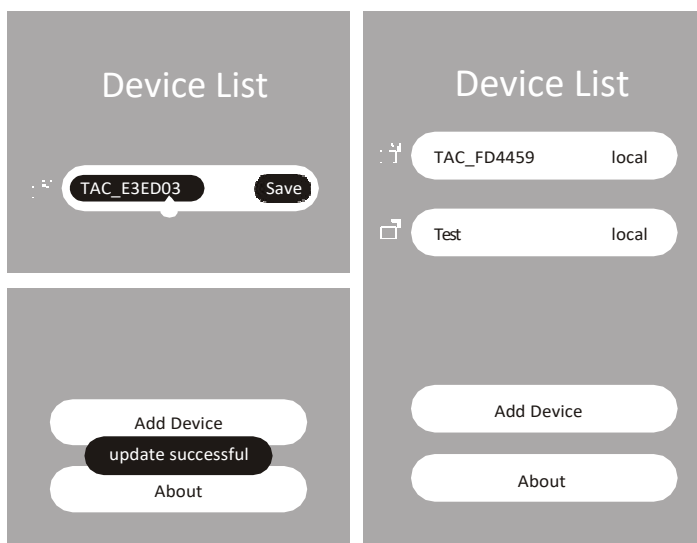 Device List
TAC_E3ED03 Save
Add Device
update successful
About
Device List
TAC_FD4459 local
Test local
Add Device
About